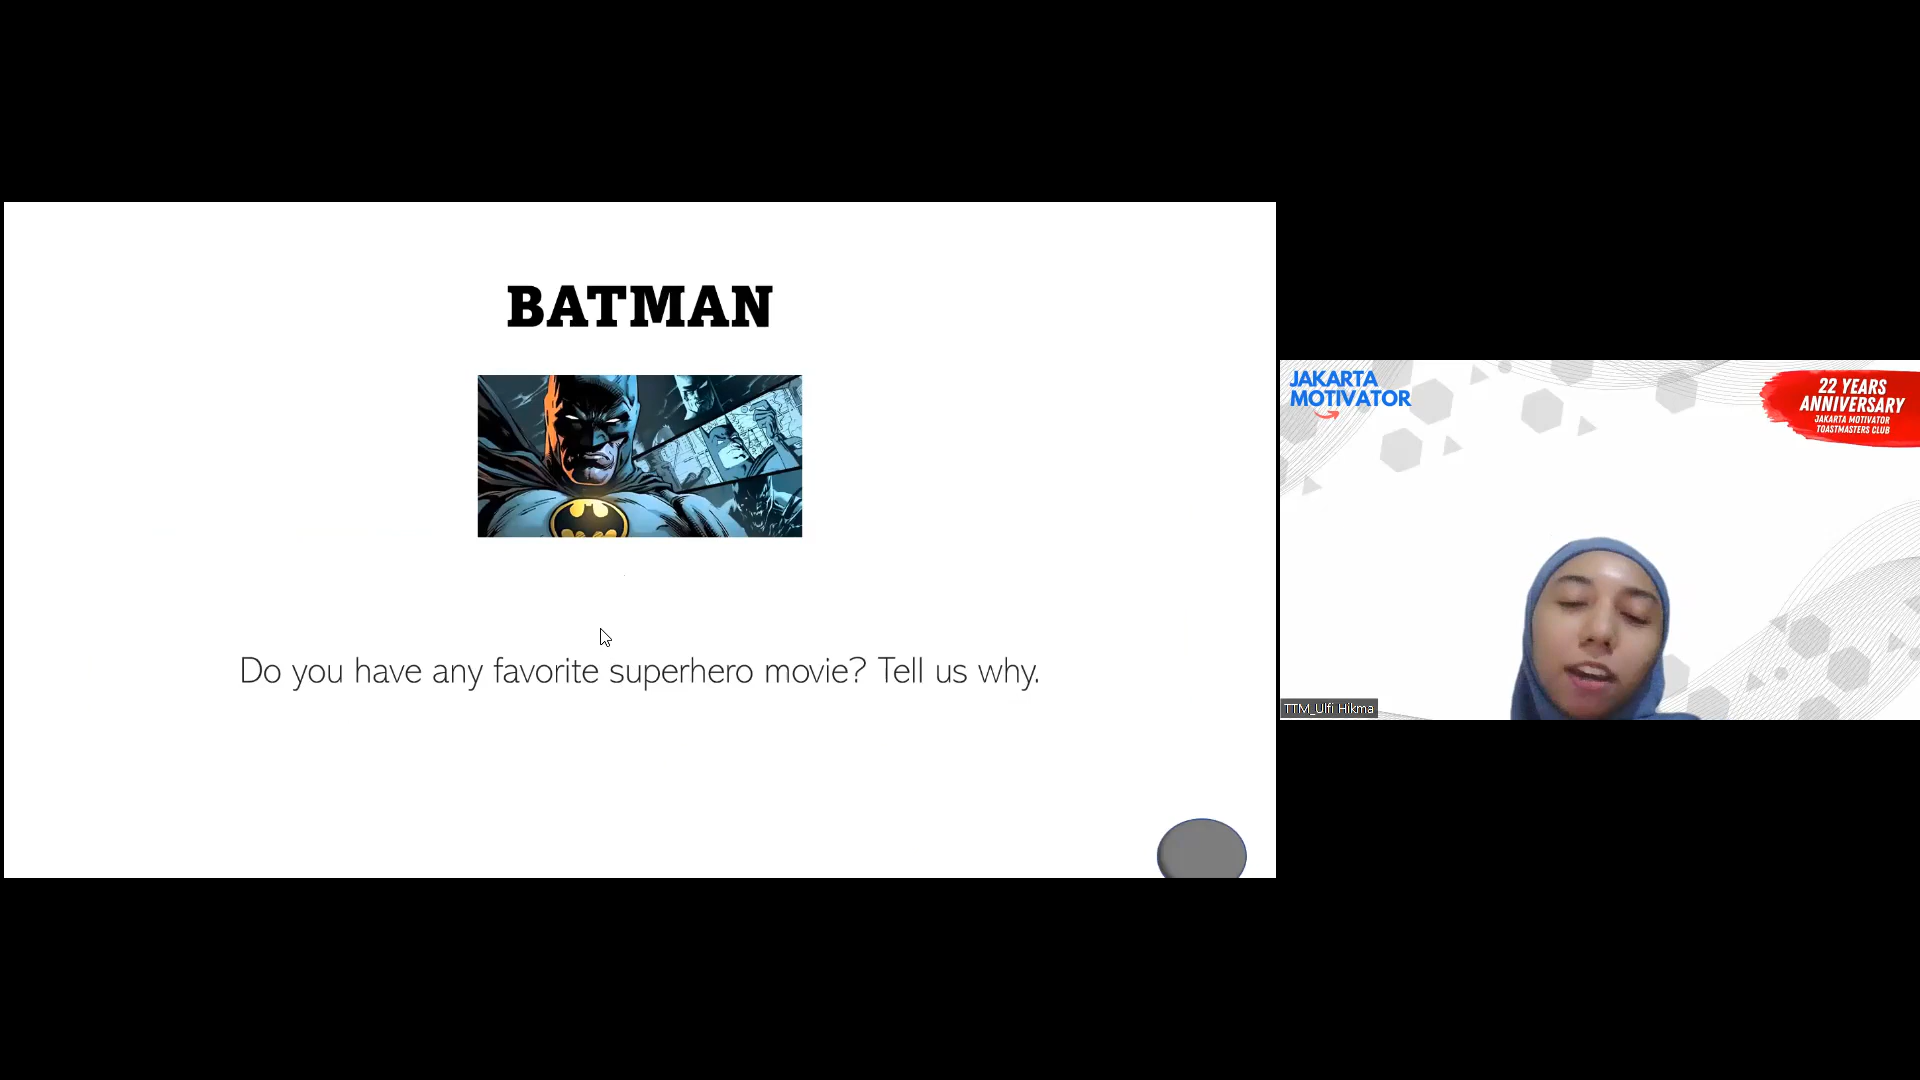 BATMAN
Do you have any favorite superhero movie? Tell us why.
JAKARTA
MOTIVATOR
22 YEARS
ANNIVERSARY
JAKARTA MOTIVATOR
TOASTMASTERS CLUB
TTM_Ulfi Hikma